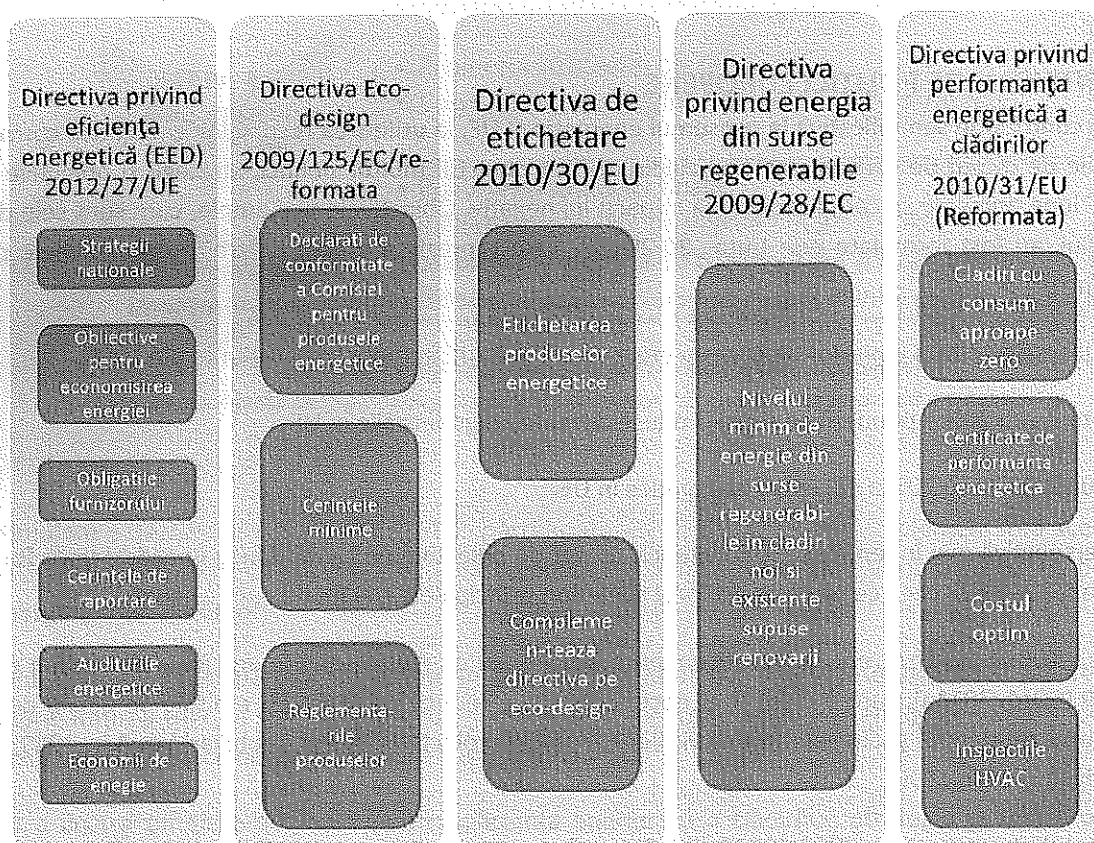 Directiva privind
eficiența
energetică (EED)
2012/27/UE
Strategii
nationale
Obiective
pentru
economisirea
energiei
Obligatiile
furnizorului
Cerintele de
raportare
Auditurile
energetice
Economii de
enegie
Directiva Eco-
design
2009/125/EC/re-
formata
Declarati de
conformitate
a Comisiei
pentru
produsele
energetice
Cerintele
minime
Reglementa-
rile
produselor
Directiva de
etichetare
2010/30/EU
Etichetarea
produselor
energetice
Compleme
n-teaza
directiva pe
eco-design
Directiva
privind energia
din surse
regenerabile
2009/28/EC
Nivelul
minim de
energie din
surse
regenerabi-
le in cladiri
noi si
existente
supuse
renovarii
Directiva privind
performanța
energetică a
clădirilor
2010/31/EU
(Reformata)
Cladiri cu
consum
aproape
zero
Certificate de
performanta
energetica
Costul
optim
Inspectiile
HVAC